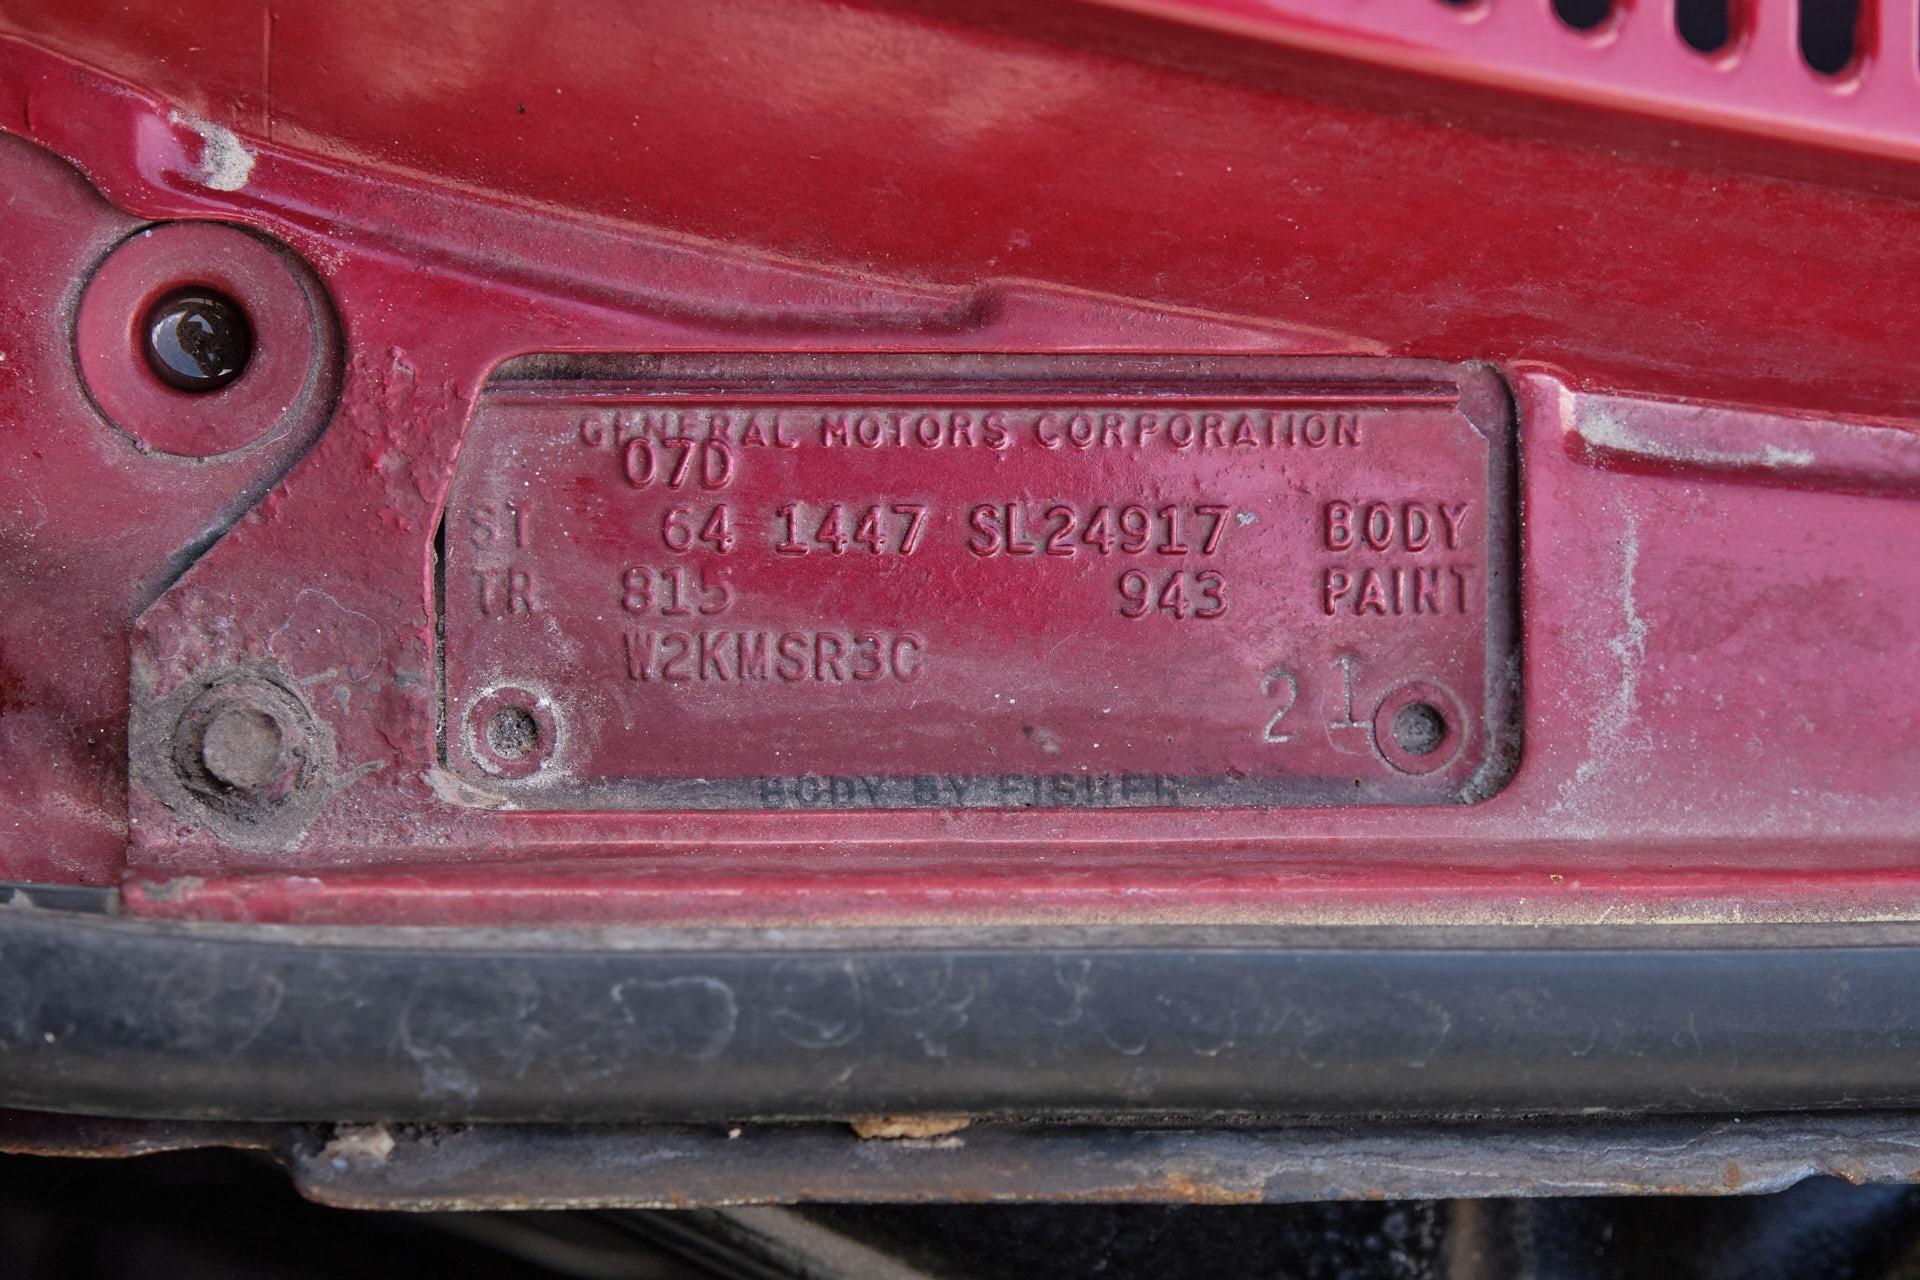 GENERAL MOTORS CORPORATION
07D
ST 64 1447 SL24917 BODY
TR 815 943 PAINT
W2KMSR3C
21
BODY BY FISHER